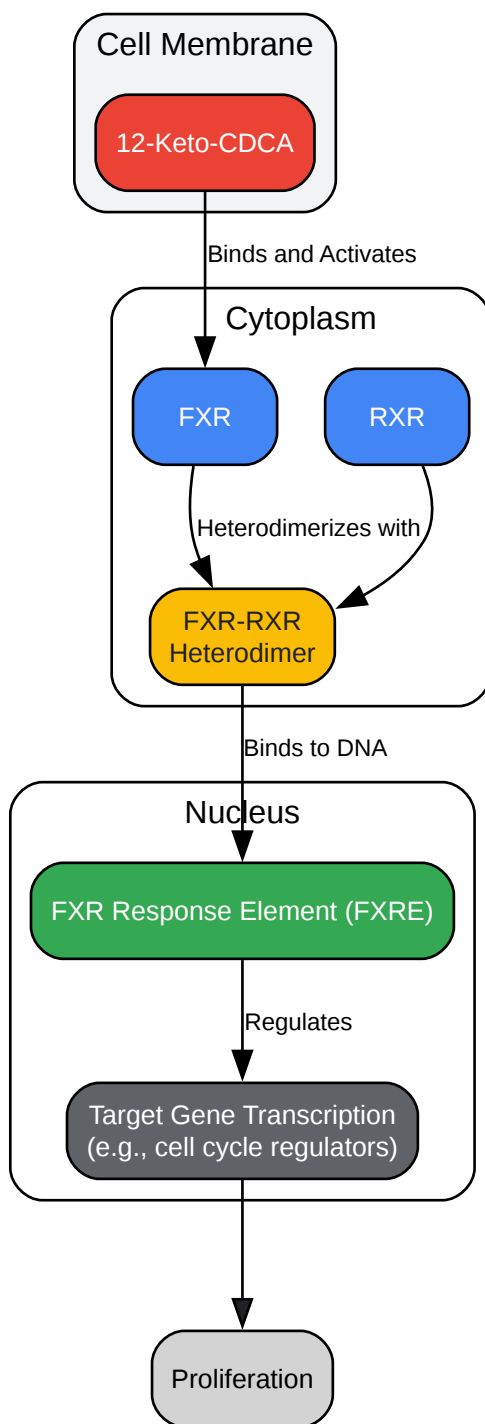 Cell Membrane
12-Keto-CDCA
Binds and Activates
Cytoplasm
FXR
RXR
Heterodimerizes with
FXR-RXR
Heterodimer
Binds to DNA
Nucleus
FXR Response Element (FXRE)
Regulates
Target Gene Transcription
(e.g., cell cycle regulators)
Proliferation